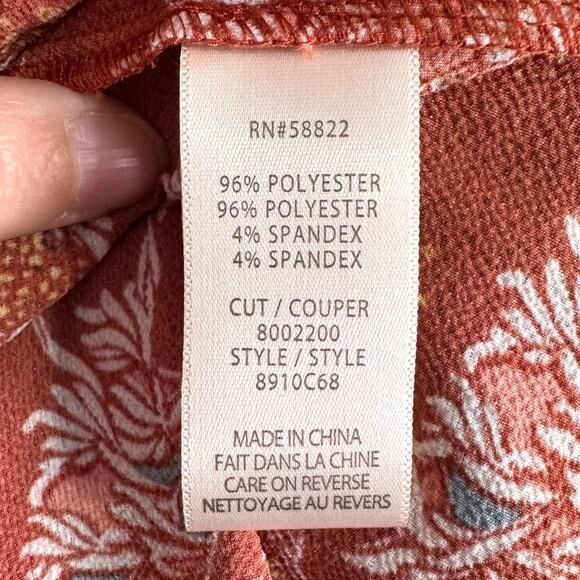 RN#58822
96% POLYESTER
96% POLYESTER
4% SPANDEX
4% SPANDEX
CUT / COUPER
8002200
STYLE / STYLE
8910C68
MADE IN CHINA
FAIT DANS LA CHINE
CARE ON REVERSE
NETTOYAGE AU REVERS